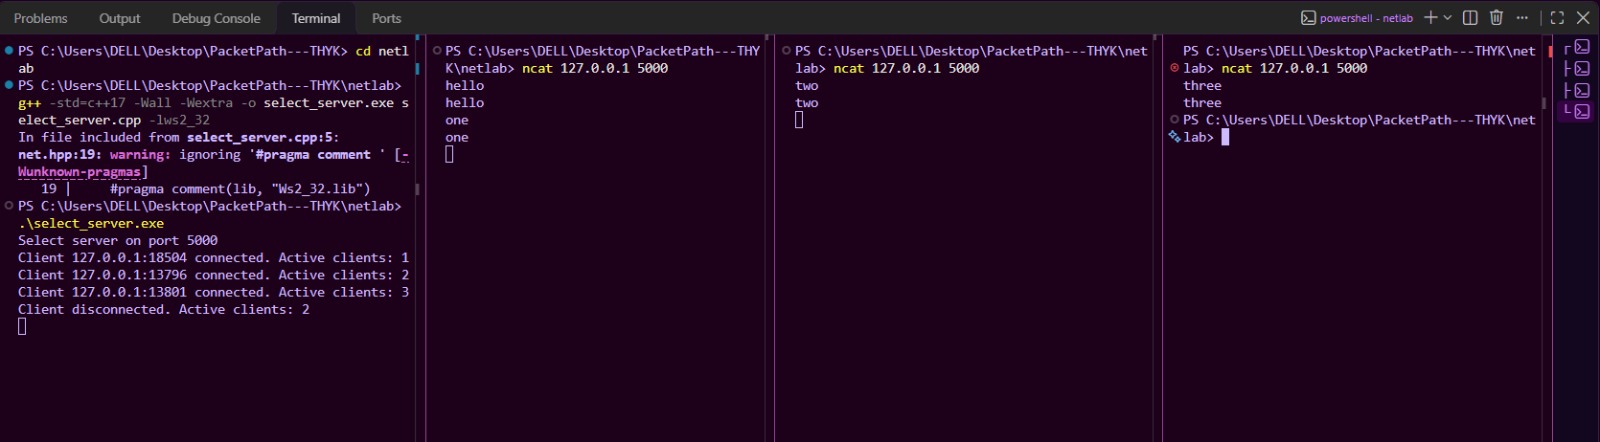 Problems Output Debug Console Terminal Ports
powershell - netlab
PS C:\Users\DELL\Desktop\PacketPath---THYK> cd netl
ab
PS C:\Users\DELL\Desktop\PacketPath---THYK\netlab>
g++ -std=c++17 -Wall -Wextra -o select_server.exe s
elect_server.cpp -lws2_32
In file included from select_server.cpp:5:
net.hpp:19: warning: ignoring '#pragma comment ' [-
Wunknown-pragmas]
19 | #pragma comment(lib, "Ws2_32.lib")
PS C:\Users\DELL\Desktop\PacketPath---THYK\netlab>
.\select_server.exe
Select server on port 5000
Client 127.0.0.1:18504 connected. Active clients: 1
Client 127.0.0.1:13796 connected. Active clients: 2
Client 127.0.0.1:13801 connected. Active clients: 3
Client disconnected. Active clients: 2
PS C:\Users\DELL\Desktop\PacketPath---THY
K\netlab> ncat 127.0.0.1 5000
hello
hello
one
one
PS C:\Users\DELL\Desktop\PacketPath---THYK\net
lab> ncat 127.0.0.1 5000
two
two
PS C:\Users\DELL\Desktop\PacketPath---THYK\net
lab> ncat 127.0.0.1 5000
three
three
PS C:\Users\DELL\Desktop\PacketPath---THYK\net
lab>